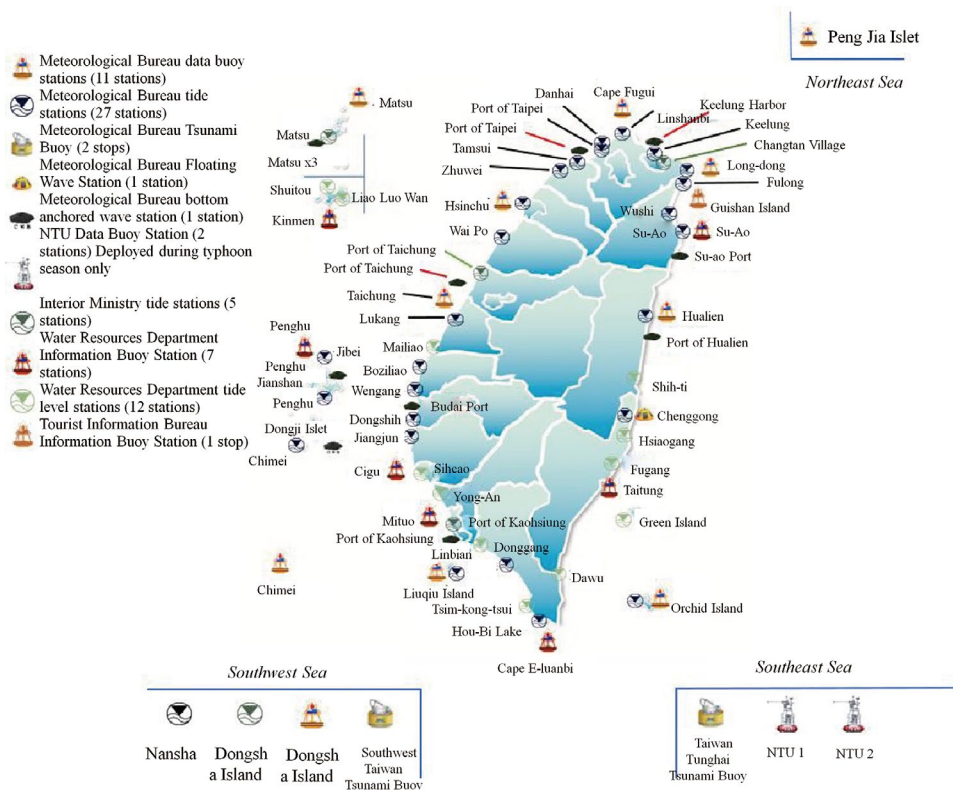 Meteorological Bureau data buoy
stations (11 stations)
Meteorological Bureau tide
stations (27 stations)
Meteorological Bureau Tsunami
Buoy (2 stops)
Meteorological Bureau Floating
Wave Station (1 station)
Meteorological Bureau bottom
anchored wave station (1 station)
NTU Data Buoy Station (2
stations) Deployed during typhoon
season only
Interior Ministry tide stations (5
stations)
Water Resources Department
Information Buoy Station (7
stations)
Water Resources Department tide
level stations (12 stations)
Tourist Information Bureau
Information Buoy Station (1 stop)
Peng Jia Islet
Northeast Sea
Matsu
Matsu
Matsu x3
Shuitou
Liao Luo Wan
Kinmen
Danhai
Cape Fugui
Port of Taipei
Linshanbi
Keelung Harbor
Port of Taipei
Keelung
Tamsui
Changtan Village
Zhuwei
Long-dong
Fulong
Hsinchu
Guishan Island
Wushi
Wai Po
Su-Ao
Su-Ao
Su-ao Port
Port of Taichung
Port of Taichung
Taichung
Lukang
Hualien
Port of Hualien
Penghu
Jibei
Mailiao
Penghu
Boziliao
Jianshan
Penghu
Wengang
Shih-ti
Budai Port
Dongji Islet
Dongshih
Chenggong
Jiangjun
Hsiaogang
Chimei
Cigu
Sihcao
Fugang
Yong-An
Taitung
Mituo
Port of Kaohsiung
Green Island
Port of Kaohsiung
Linbian
Donggang
Dawu
Chimei
Liuqiu Island
Tsim-kong-tsui
Orchid Island
Hou-Bi Lake
Cape E-luanbi
Southwest Sea
Nansha
Dongsh
a Island
Dongsh
a Island
Southwest
Taiwan
Tsunami Buoy
Southeast Sea
Taiwan
Tunghai
Tsunami Buoy
NTU 1
NTU 2